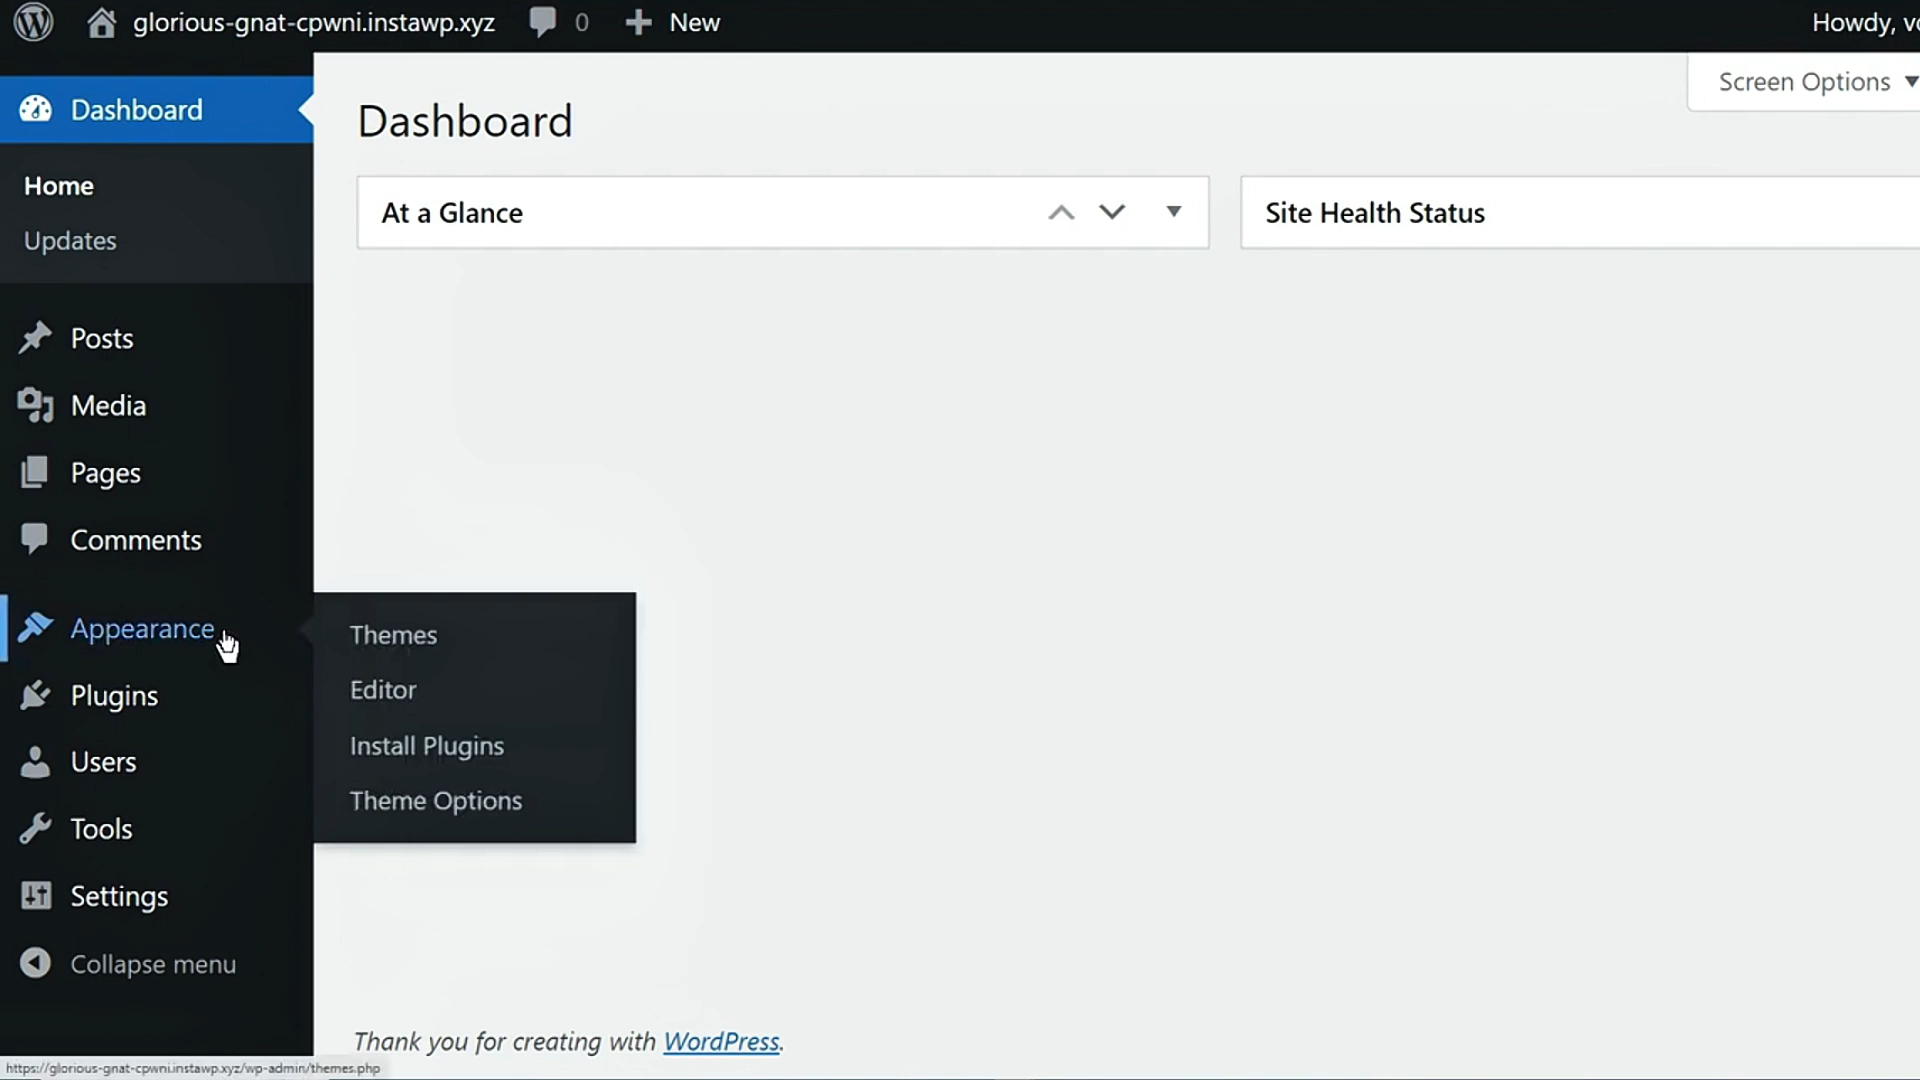 glorious-gnat-cpwni.instawp.xyz 0 New
Howdy,
Dashboard
Home
Updates
Posts
Media
Pages
Comments
Appearance
Plugins
Users
Tools
Settings
Collapse menu
Screen Options
Dashboard
At a Glance
Site Health Status
Themes
Editor
Install Plugins
Theme Options
Thank you for creating with WordPress.
https://glorious-gnat-cpwni.instawp.xyz/wp-admin/themes.php